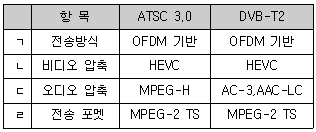 항 목 ATSC 3.0 DVB-T2
ㄱ 전송방식 OFDM 기반 OFDM 기반
ㄴ 비디오 압축 HEVC HEVC
ㄷ 오디오 압축 MPEG-H AC-3,AAC-LC
ㄹ 전송 포멧 MPEG-2 TS MPEG-2 TS